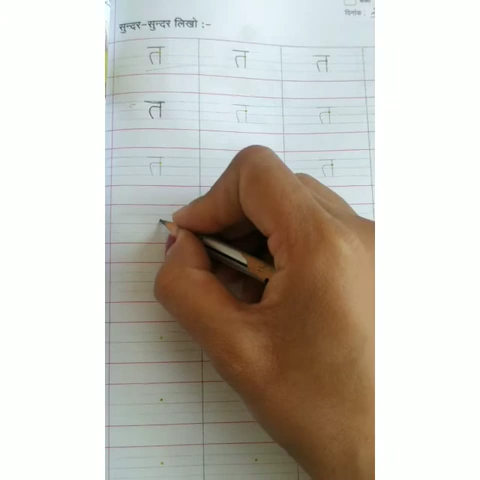 दिनांक :
सुन्दर-सुन्दर लिखो :-
त त त
त त त
त त